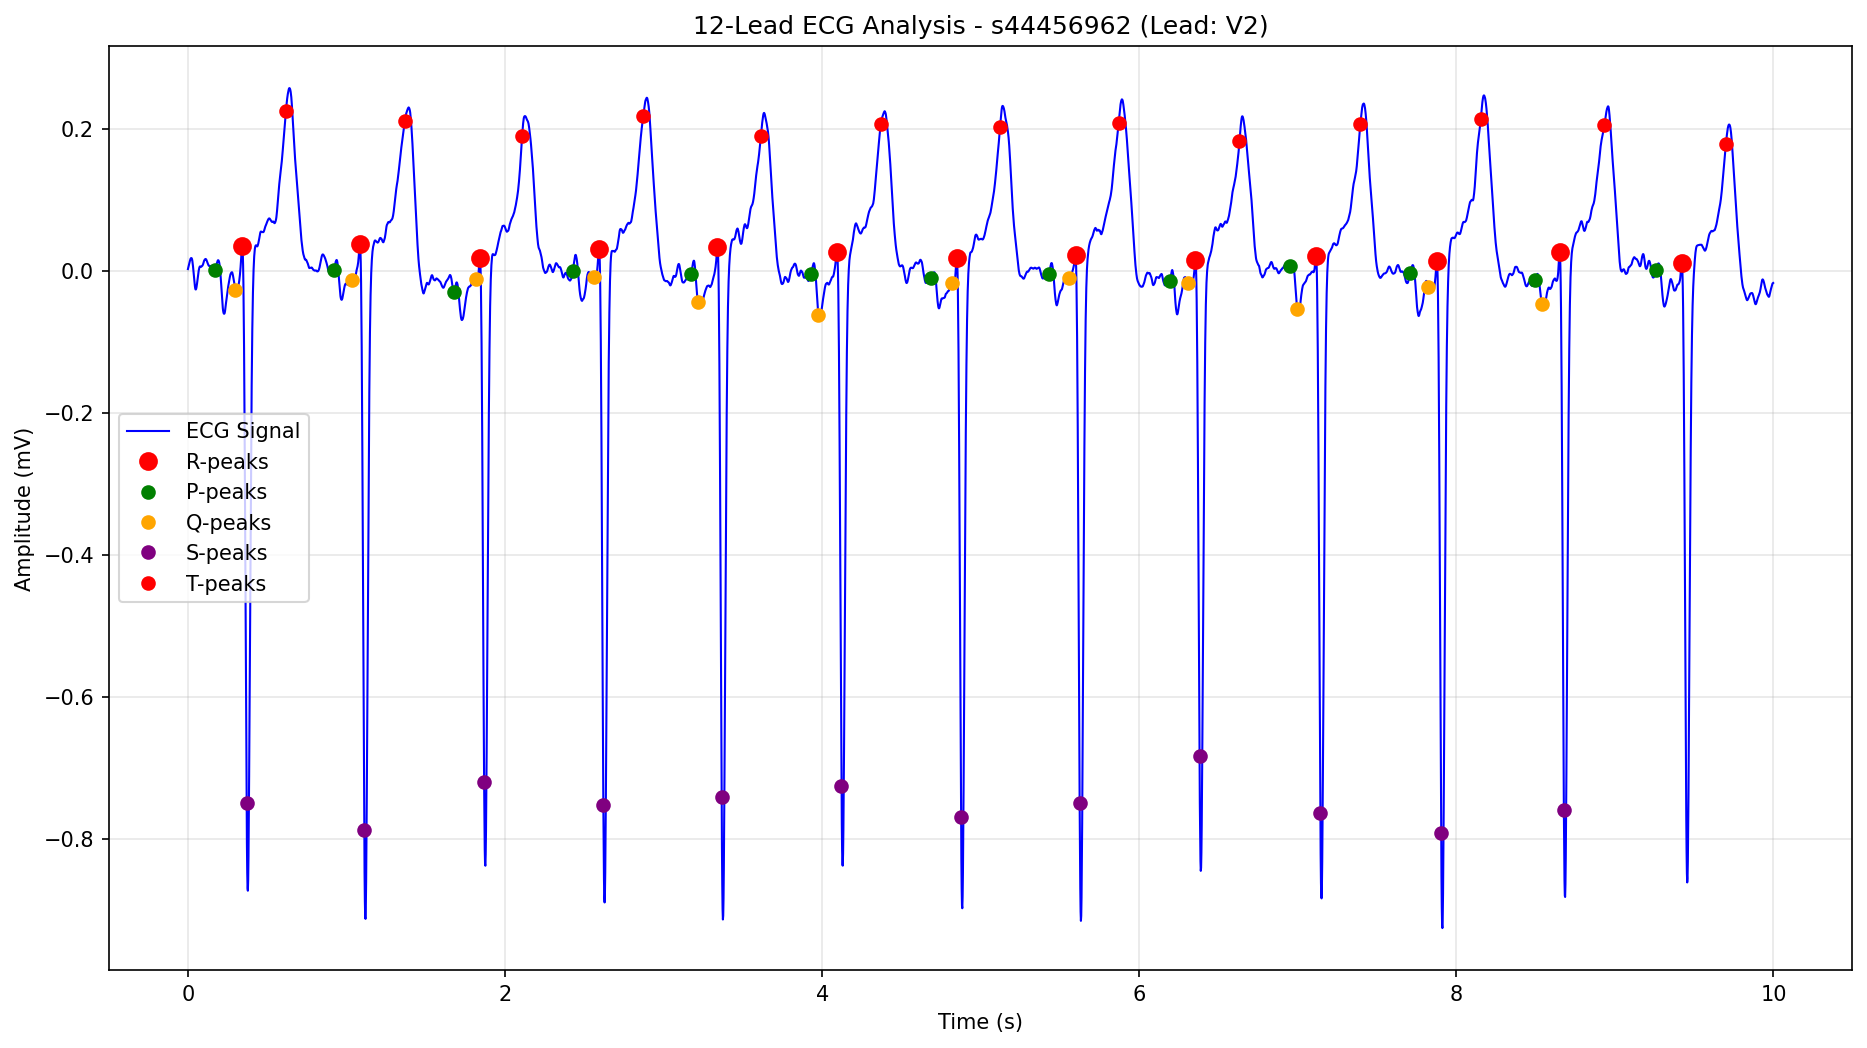 12-Lead ECG Analysis - s44456962 (Lead: V2)
0.2
0.0
−0.2
−0.4
−0.6
−0.8
Amplitude (mV)
ECG Signal
R-peaks
P-peaks
Q-peaks
S-peaks
T-peaks
0 2 4 6 8 10
Time (s)